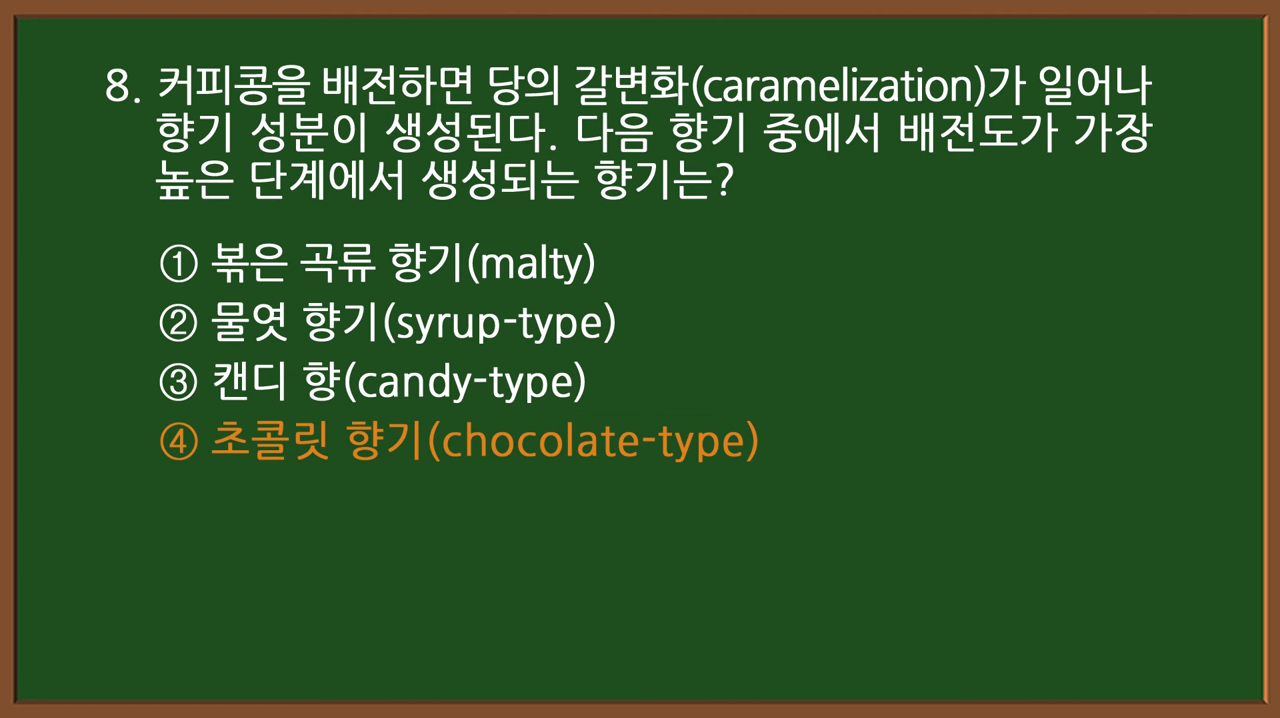 8. 커피콩을 배전하면 당의 갈변화(caramelization)가 일어나
향기 성분이 생성된다. 다음 향기 중에서 배전도가 가장
높은 단계에서 생성되는 향기는?
① 볶은 곡류 향기(malty)
② 물엿 향기(syrup-type)
③ 캔디 향(candy-type)
④ 초콜릿 향기(chocolate-type)